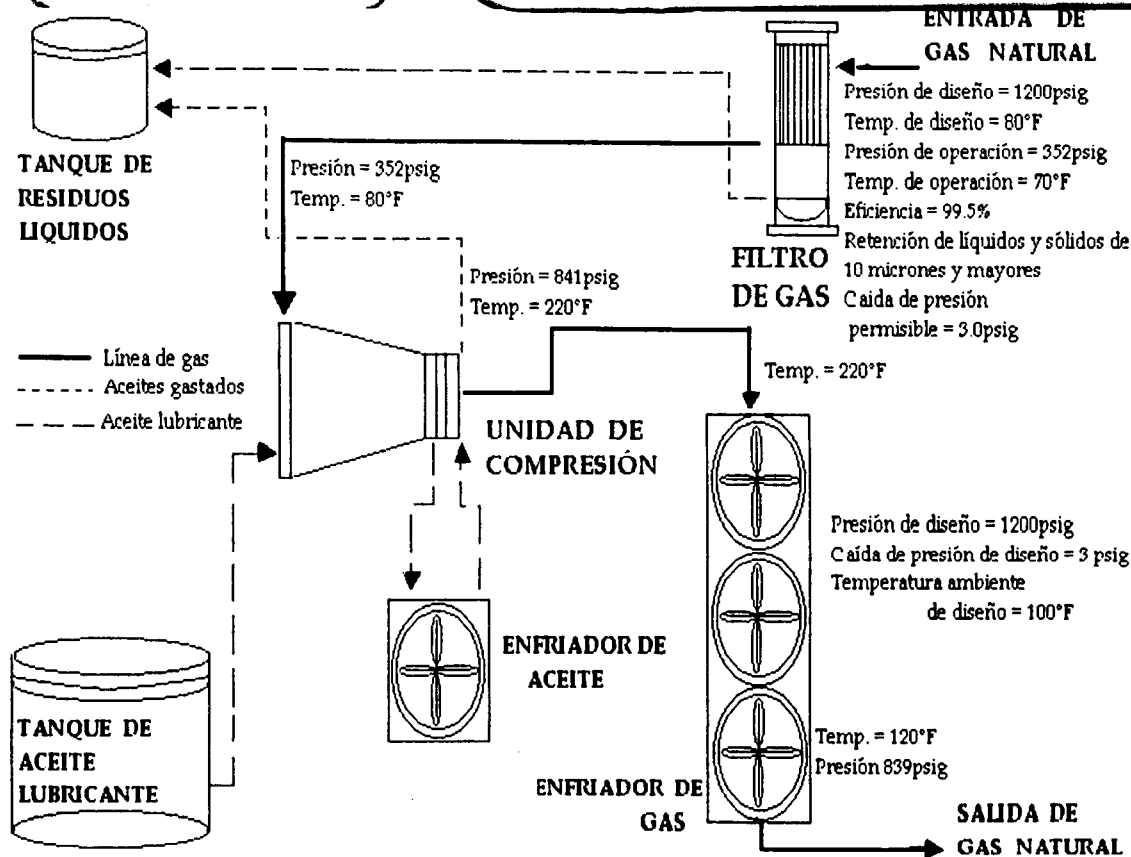 ENTRADA DE
GAS NATURAL
Presión de diseño = 1200psig
Temp. de diseño = 80°F
Presión de operación = 352psig
Temp. de operación = 70°F
Eficiencia = 99.5%
Retención de líquidos y sólidos de
10 micrones y mayores
Caida de presión
permisible = 3.0psig
FILTRO
DE GAS
TANQUE DE
RESIDUOS
LIQUIDOS
Presión = 352psig
Temp. = 80°F
Presión = 841psig
Temp. = 220°F
Línea de gas
Aceites gastados
Aceite lubricante
Temp. = 220°F
UNIDAD DE
COMPRESIÓN
Presión de diseño = 1200psig
Caída de presión de diseño = 3 psig
Temperatura ambiente
de diseño = 100°F
ENFRIADOR DE
ACEITE
TANQUE DE
ACEITE
LUBRICANTE
Temp. = 120°F
Presión 839psig
ENFRIADOR DE
GAS
SALIDA DE
GAS NATURAL